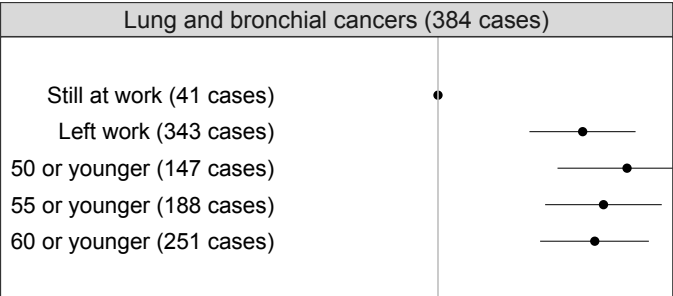 Lung and bronchial cancers (384 cases)
Still at work (41 cases)
Left work (343 cases)
50 or younger (147 cases)
55 or younger (188 cases)
60 or younger (251 cases)